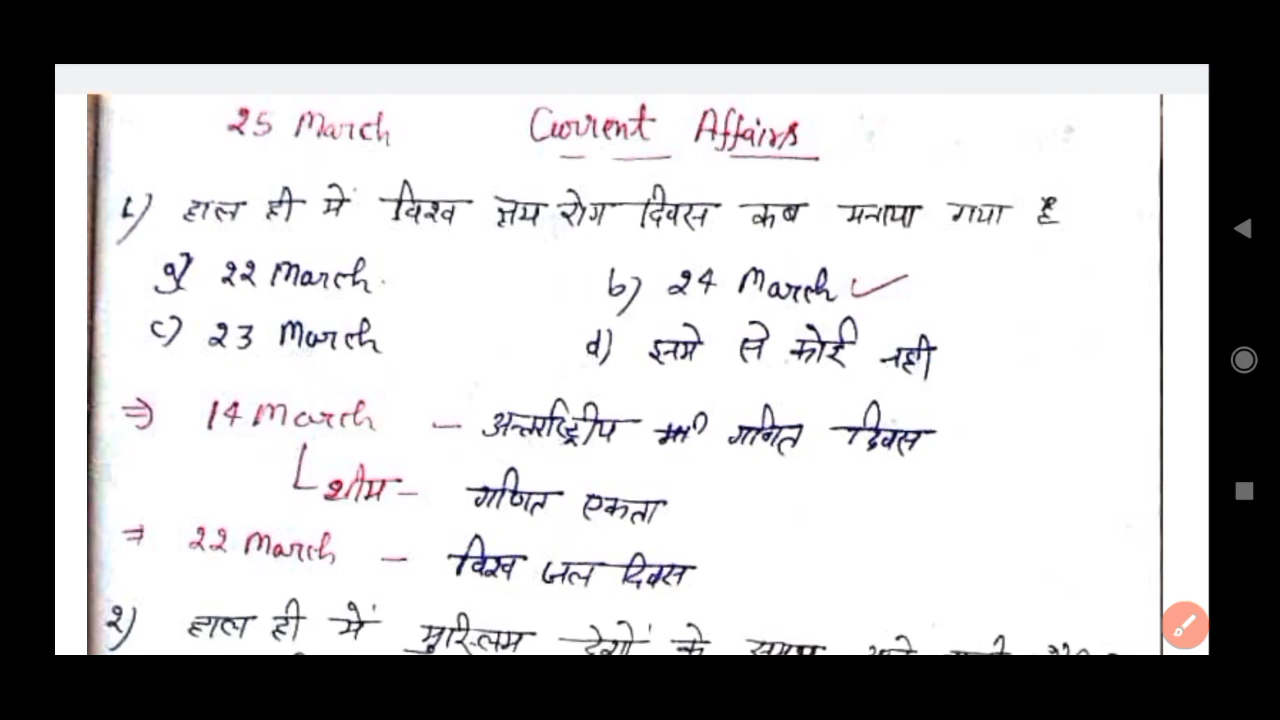 25 March Current Affairs
1) हाल ही में विश्व क्षय रोग दिवस कब मनाया गया है
a) 22 March.
b) 24 March ✓
c) 23 March
d) इनमे से कोई नही
⇒ 14 March – अन्तर्राष्ट्रीय गणित दिवस
थीम – गणित एकता
⇒ 22 March – विश्व जल दिवस
2) हाल ही में मुस्लिम देशों के